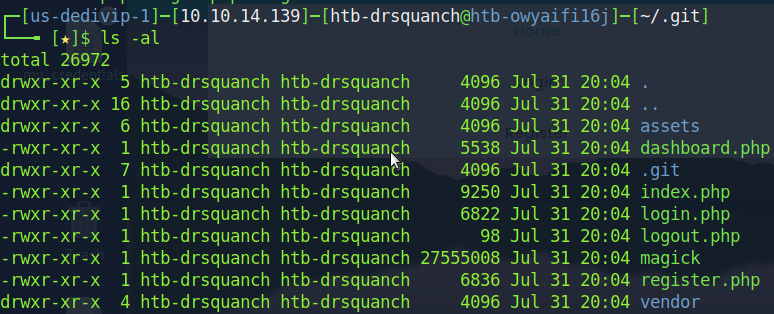 ┌─[us-dedivip-1]─[10.10.14.139]─[htb-drsquanch@htb-owyaifi16j]─[~/.git]
└──╼ [★]$ ls -al
total 26972
drwxr-xr-x  5 htb-drsquanch htb-drsquanch     4096 Jul 31 20:04 .
drwxr-xr-x 16 htb-drsquanch htb-drsquanch     4096 Jul 31 20:04 ..
drwxr-xr-x  6 htb-drsquanch htb-drsquanch     4096 Jul 31 20:04 assets
-rwxr-xr-x  1 htb-drsquanch htb-drsquanch     5538 Jul 31 20:04 dashboard.php
drwxr-xr-x  7 htb-drsquanch htb-drsquanch     4096 Jul 31 20:04 .git
-rwxr-xr-x  1 htb-drsquanch htb-drsquanch     9250 Jul 31 20:04 index.php
-rwxr-xr-x  1 htb-drsquanch htb-drsquanch     6822 Jul 31 20:04 login.php
-rwxr-xr-x  1 htb-drsquanch htb-drsquanch       98 Jul 31 20:04 logout.php
-rwxr-xr-x  1 htb-drsquanch htb-drsquanch 27555008 Jul 31 20:04 magick
-rwxr-xr-x  1 htb-drsquanch htb-drsquanch     6836 Jul 31 20:04 register.php
drwxr-xr-x  4 htb-drsquanch htb-drsquanch     4096 Jul 31 20:04 vendor